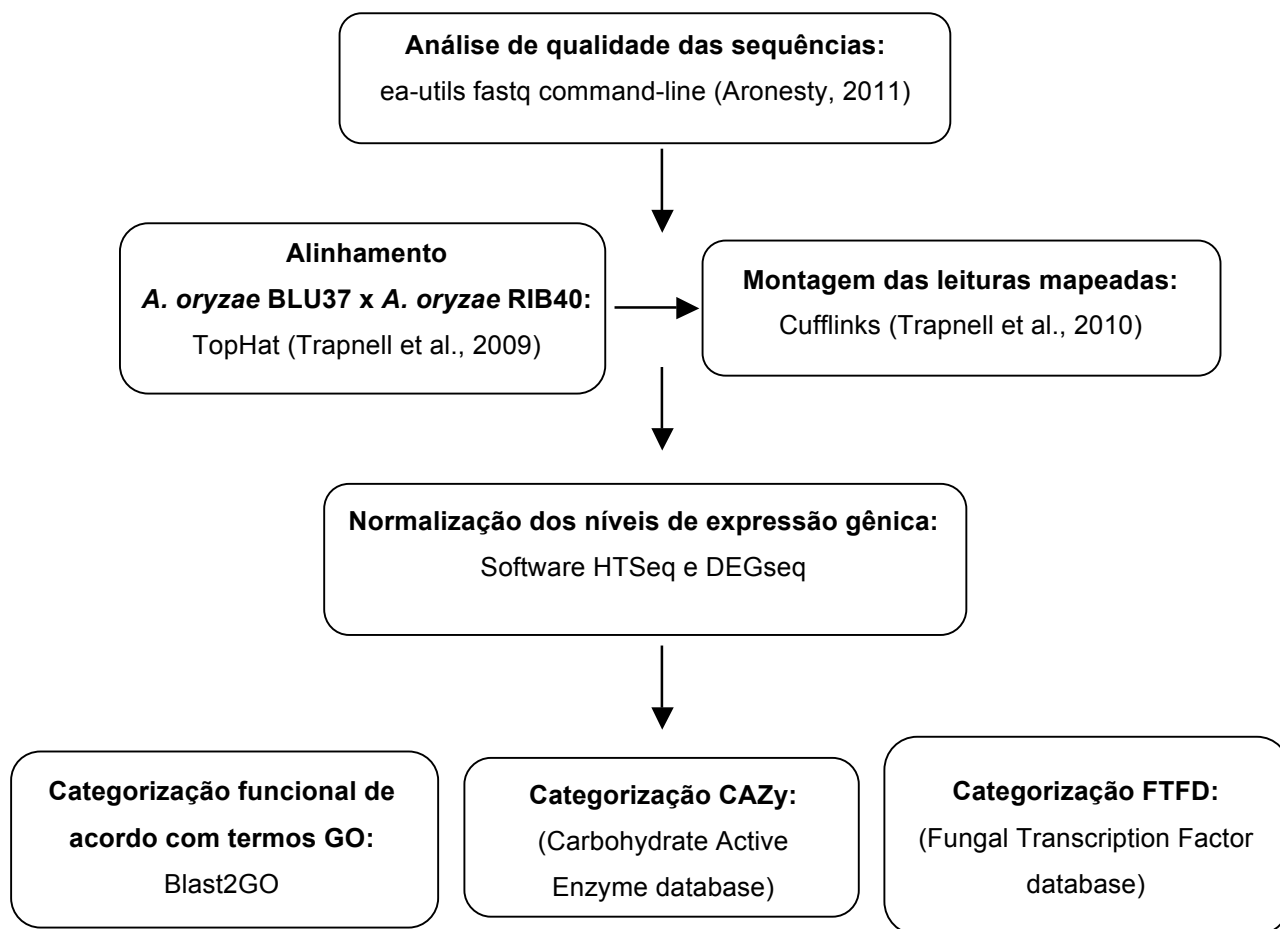 Análise de qualidade das sequências:
ea-utils fastq command-line (Aronesty, 2011)
Alinhamento
A. oryzae BLU37 x A. oryzae RIB40:
TopHat (Trapnell et al., 2009)
Montagem das leituras mapeadas:
Cufflinks (Trapnell et al., 2010)
Normalização dos níveis de expressão gênica:
Software HTSeq e DEGseq
Categorização funcional de
acordo com termos GO:
Blast2GO
Categorização CAZy:
(Carbohydrate Active
Enzyme database)
Categorização FTFD:
(Fungal Transcription Factor
database)